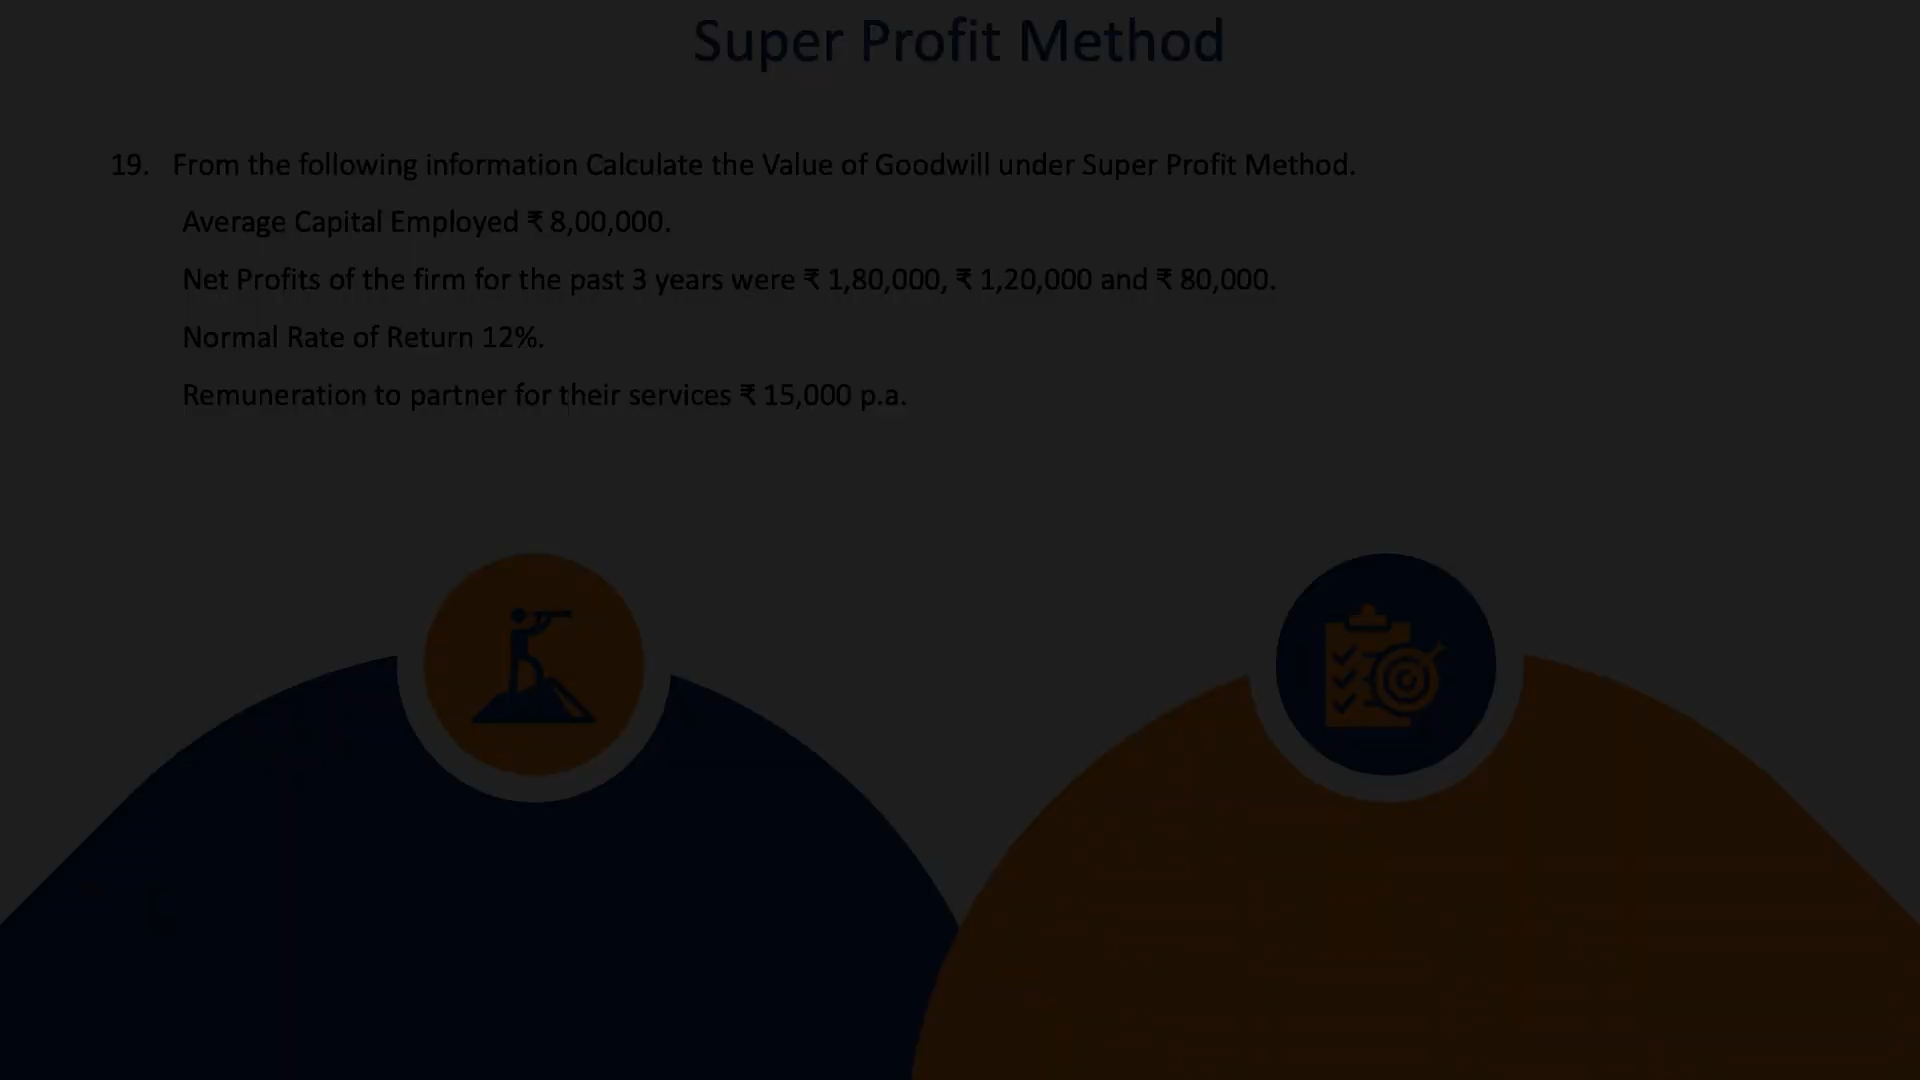 Super Profit Method
19. From the following information Calculate the Value of Goodwill under Super Profit Method.
Average Capital Employed ₹ 8,00,000.
Net Profits of the firm for the past 3 years were ₹ 1,80,000, ₹ 1,20,000 and ₹ 80,000.
Normal Rate of Return 12%.
Remuneration to partner for their services ₹ 15,000 p.a.